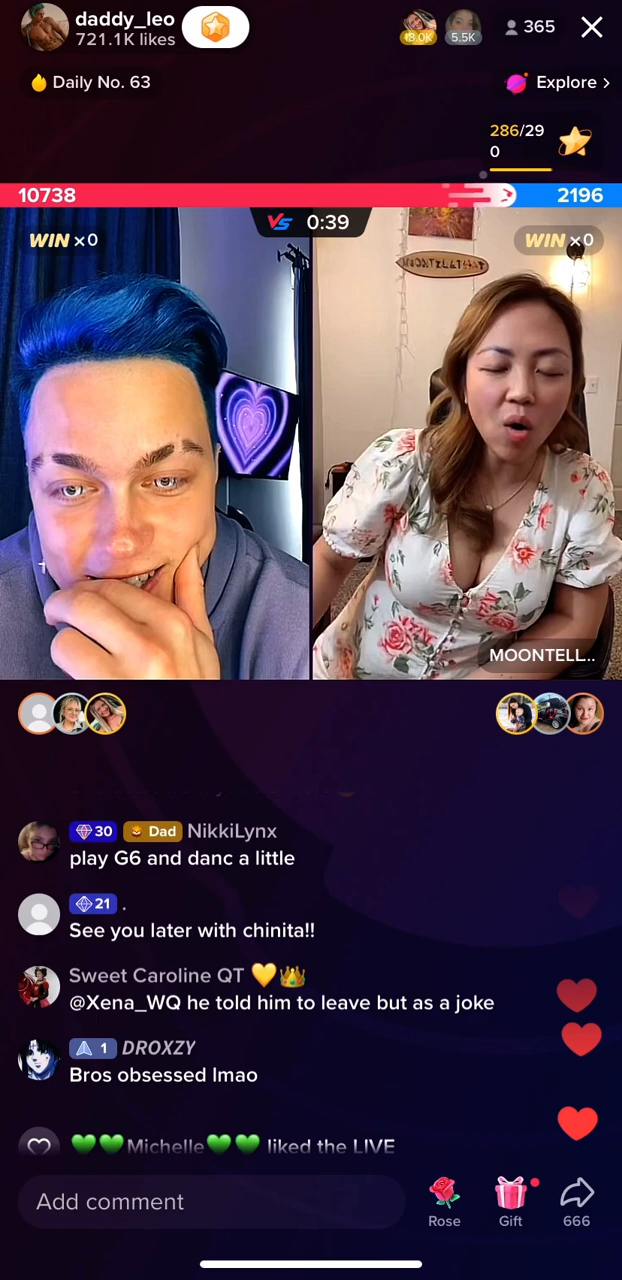 daddy_leo
721.1K likes
18.0K
5.5K
365
Daily No. 63
Explore >
286/29
0
10738
2196
VS 0:39
WIN x0
WIN x0
MOONTELL..
30 Dad NikkiLynx
play G6 and danc a little
21 .
See you later with chinita!!
Sweet Caroline QT 💛👑
@Xena_WQ he told him to leave but as a joke
1 DROXZY
Bros obsessed lmao
💚💚Michelle💚💚 liked the LIVE
Add comment
Rose
Gift
666